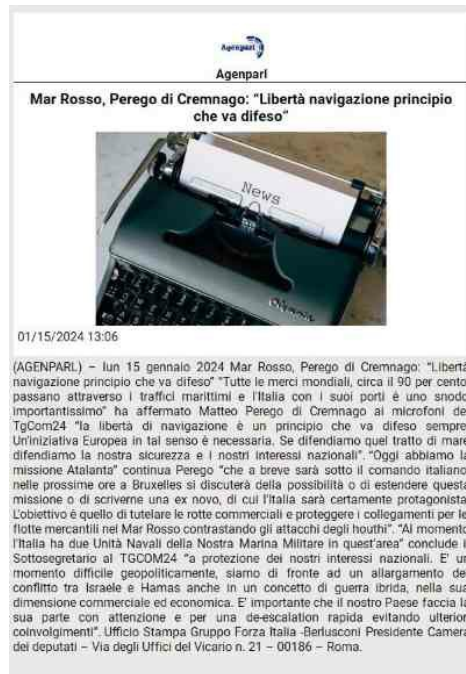 Agenparl
Agenparl
Mar Rosso, Perego di Cremnago: “Libertà navigazione principio
che va difeso”
News
Olympia
01/15/2024 13:06
(AGENPARL) – lun 15 gennaio 2024 Mar Rosso, Perego di Cremnago: “Libertà
navigazione principio che va difeso” “Tutte le merci mondiali, circa il 90 per cento
passano attraverso i traffici marittimi e l'Italia con i suoi porti è uno snodo
importantissimo” ha affermato Matteo Perego di Cremnago ai microfoni de
TgCom24 “la libertà di navigazione è un principio che va difeso sempre
Un'iniziativa Europea in tal senso è necessaria. Se difendiamo quel tratto di mare
difendiamo la nostra sicurezza e i nostri interessi nazionali”. “Oggi abbiamo la
missione Atalanta” continua Perego “che a breve sarà sotto il comando italiano
nelle prossime ore a Bruxelles si discuterà della possibilità o di estendere questa
missione o di scriverne una ex novo, di cui l'Italia sarà certamente protagonista
L'obiettivo è quello di tutelare le rotte commerciali e proteggere i collegamenti per le
flotte mercantili nel Mar Rosso contrastando gli attacchi degli houthi”. “Al momento
l'Italia ha due Unità Navali della Nostra Marina Militare in quest'area” conclude i
Sottosegretario al TGCOM24 “a protezione dei nostri interessi nazionali. E' un
momento difficile geopoliticamente, siamo di fronte ad un allargamento de
conflitto tra Israele e Hamas anche in un concetto di guerra ibrida, nella sua
dimensione commerciale ed economica. E' importante che il nostro Paese faccia la
sua parte con attenzione e per una de-escalation rapida evitando ulterior
coinvolgimenti”. Ufficio Stampa Gruppo Forza Italia -Berlusconi Presidente Camera
dei deputati – Via degli Uffici del Vicario n. 21 – 00186 – Roma.